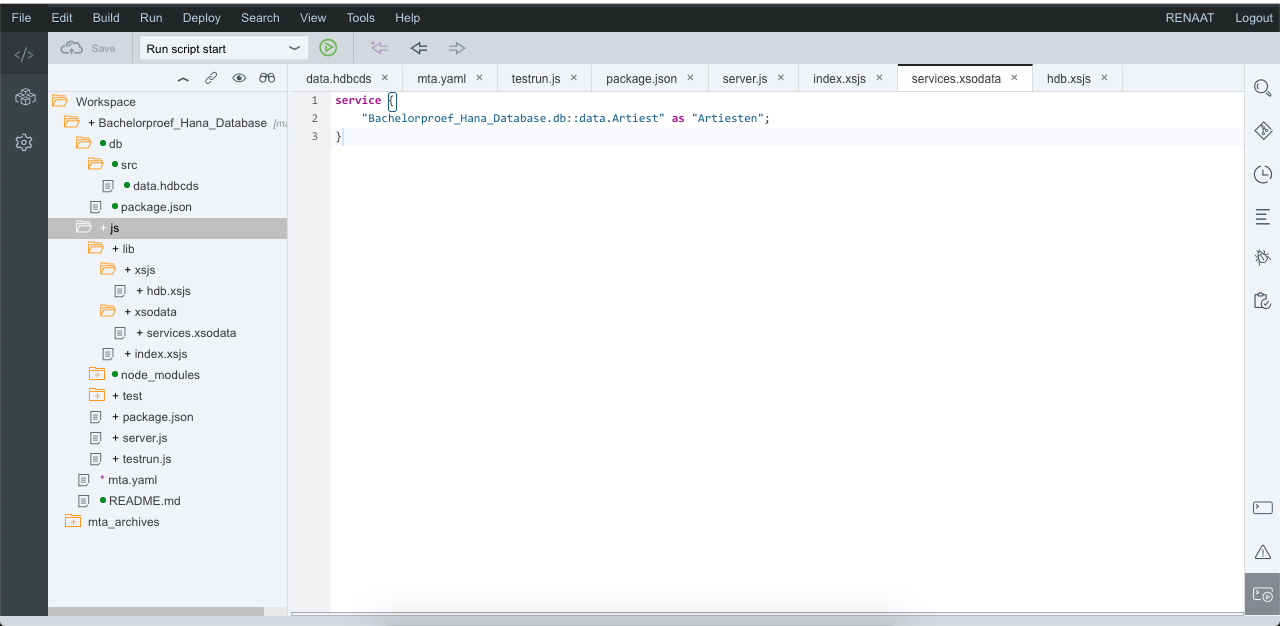 File Edit Build Run Deploy Search View Tools Help RENAAT Logout
Save Run script start
data.hdbcds × mta.yaml × testrun.js × package.json × server.js × index.xsjs × services.xsodata × hdb.xsjs ×
Workspace
+ Bachelorproef_Hana_Database
db
src
data.hdbcds
package.json
+ js
+ lib
+ xsjs
+ hdb.xsjs
+ xsodata
+ services.xsodata
+ index.xsjs
node_modules
+ test
+ package.json
+ server.js
+ testrun.js
* mta.yaml
README.md
mta_archives
1 service {
2 "Bachelorproef_Hana_Database.db::data.Artiest" as "Artiesten";
3 }